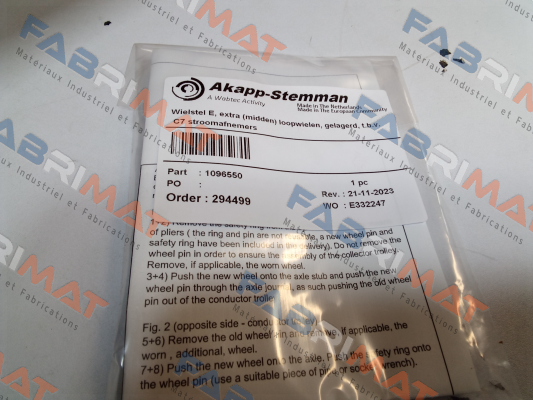 Akapp-Stemman
A Wabtec Activity
Made in The Netherlands
Made in The European Community
Wielstel E, extra (midden) loopwielen, gelagerd, t.b.v.
C7 stroomafnemers
Part : 1096550
1 pc
PO :
Rev. : 21-11-2023
Order : 294499
WO : E332247
1+2) Remove the safety ring
of pliers ( the ring and pin are not reusable, a new wheel pin and
safety ring have been included in the delivery). Do not remove the
wheel pin in order to ensure the assembly of the collector trolley.
Remove, if applicable, the worn wheel.
3+4) Push the new wheel onto the axle stub and push the new
wheel pin through the axle journal, as such pushing the old wheel
pin out of the conductor trolley.
Fig. 2 (opposite side - conductor trolley)
5+6) Remove the old wheel pin and remove, if applicable, the
worn , additional, wheel.
7+8) Push the new wheel onto the axle. Push the safety ring onto
the wheel pin (use a suitable piece of pipe or socket wrench).
FABRIMAT
Matériaux Industriel et Fabrications